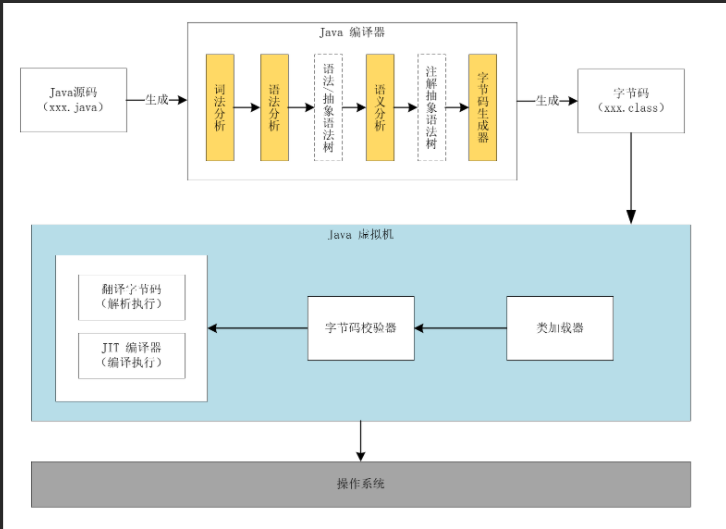 Java 编译器
Java源码
（xxx.java）
生成
词法分析
语法分析
语法/抽象语法树
语义分析
注解抽象语法树
字节码生成器
生成
字节码
（xxx.class）
Java 虚拟机
翻译字节码
（解析执行）
JIT 编译器
（编译执行）
字节码校验器
类加载器
操作系统